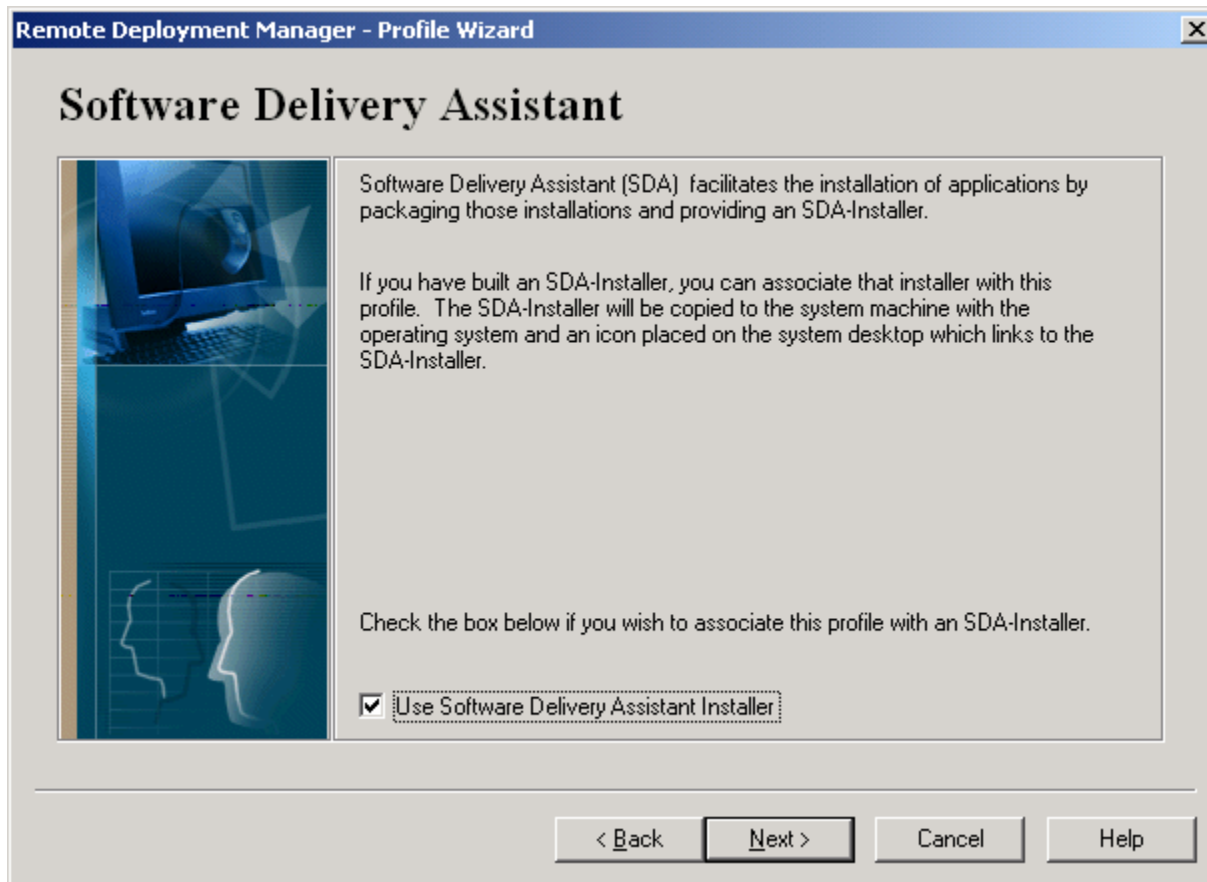 Remote Deployment Manager - Profile Wizard
Software Delivery Assistant
Software Delivery Assistant (SDA)  facilitates the installation of applications by
packaging those installations and providing an SDA-Installer.
If you have built an SDA-Installer, you can associate that installer with this
profile.  The SDA-Installer will be copied to the system machine with the
operating system and an icon placed on the system desktop which links to the
SDA-Installer.
Check the box below if you wish to associate this profile with an SDA-Installer.
Use Software Delivery Assistant Installer
< Back
Next >
Cancel
Help